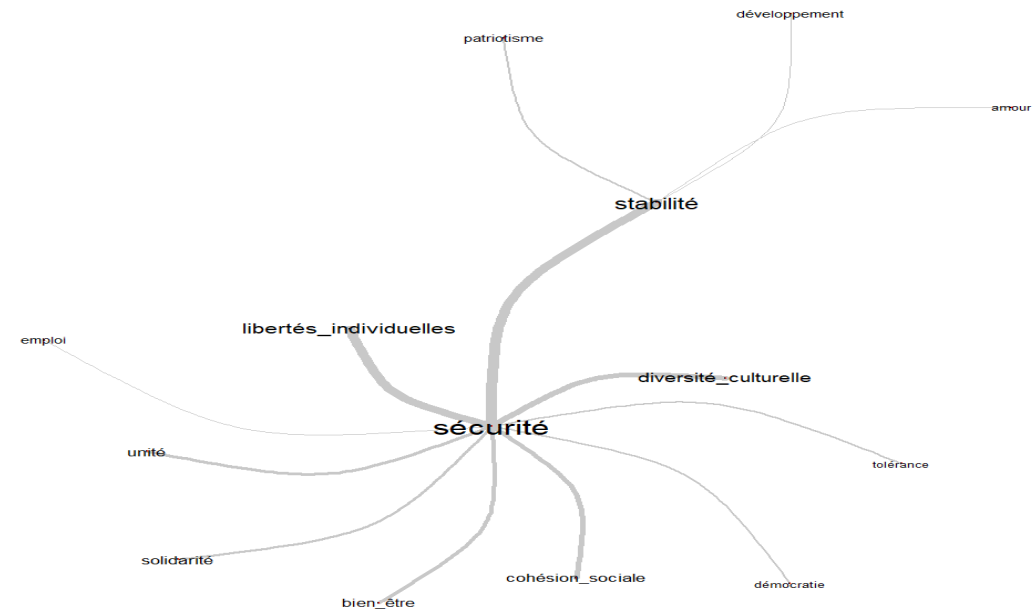 développement
patriotisme
amour
stabilité
libertés_individuelles
emploi
diversité_culturelle
sécurité
unité
tolérance
solidarité
cohésion_sociale
démocratie
bien_être